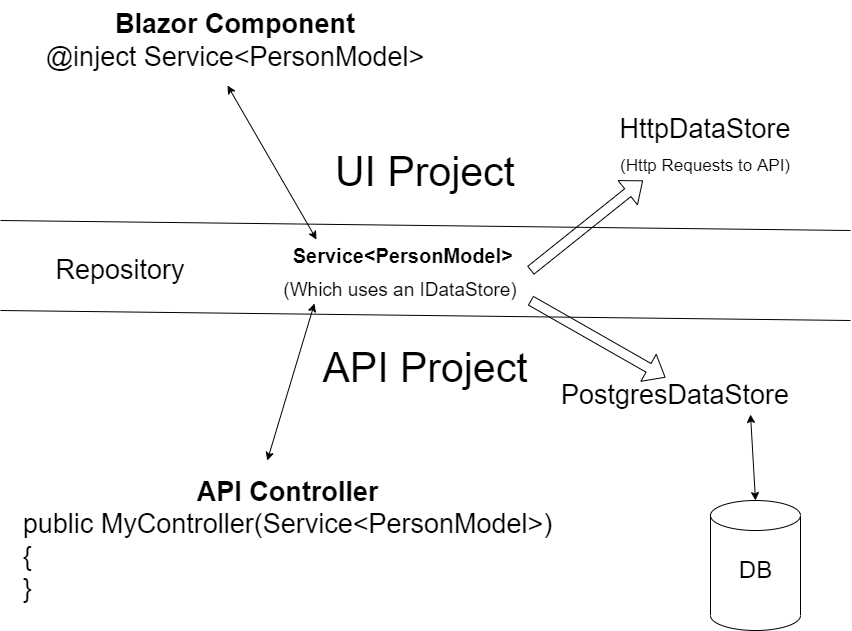 Blazor Component
@inject Service<PersonModel>
HttpDataStore
(Http Requests to API)
UI Project
Repository
Service<PersonModel>
(Which uses an IDataStore)
API Project
PostgresDataStore
API Controller
public MyController(Service<PersonModel>)
{
}
DB